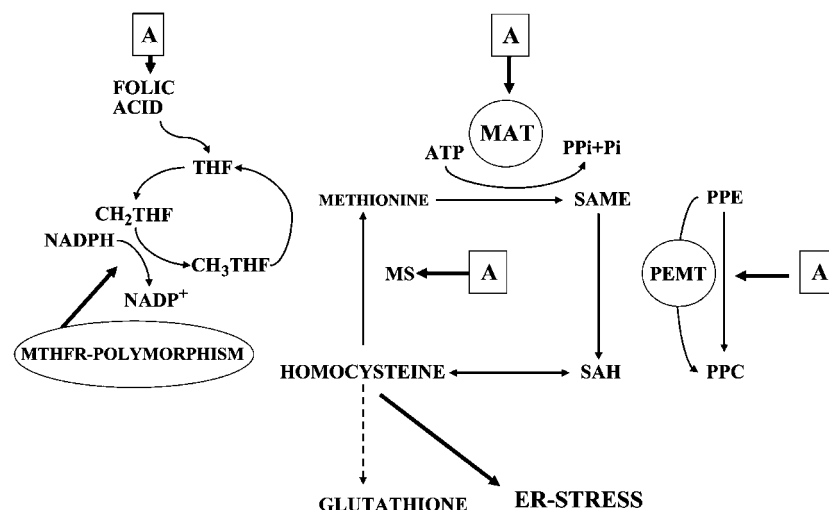 A
FOLIC
ACID
THF
CH₂THF
NADPH
CH₃THF
NADP⁺
MTHFR-POLYMORPHISM
A
MAT
ATP
PPi+Pi
METHIONINE
SAME
MS
A
HOMOCYSTEINE
SAH
GLUTATHIONE
ER-STRESS
PPE
PEMT
A
PPC